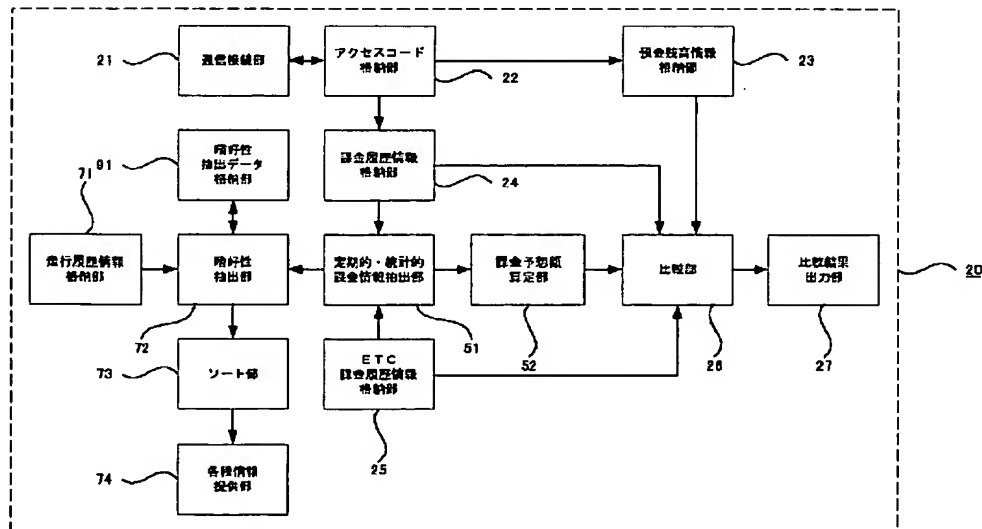 21
通信接続部
アクセスコード
格納部
22
預金残高情報
格納部
23
91
嗜好性
抽出データ
格納部
課金履歴情報
格納部
24
71
走行履歴情報
格納部
嗜好性
抽出部
72
定期的・統計的
課金情報抽出部
51
課金予想額
算定部
52
比較部
26
比較結果
出力部
27
20
73
ソート部
ETC
課金履歴情報
格納部
25
74
各種情報
提供部